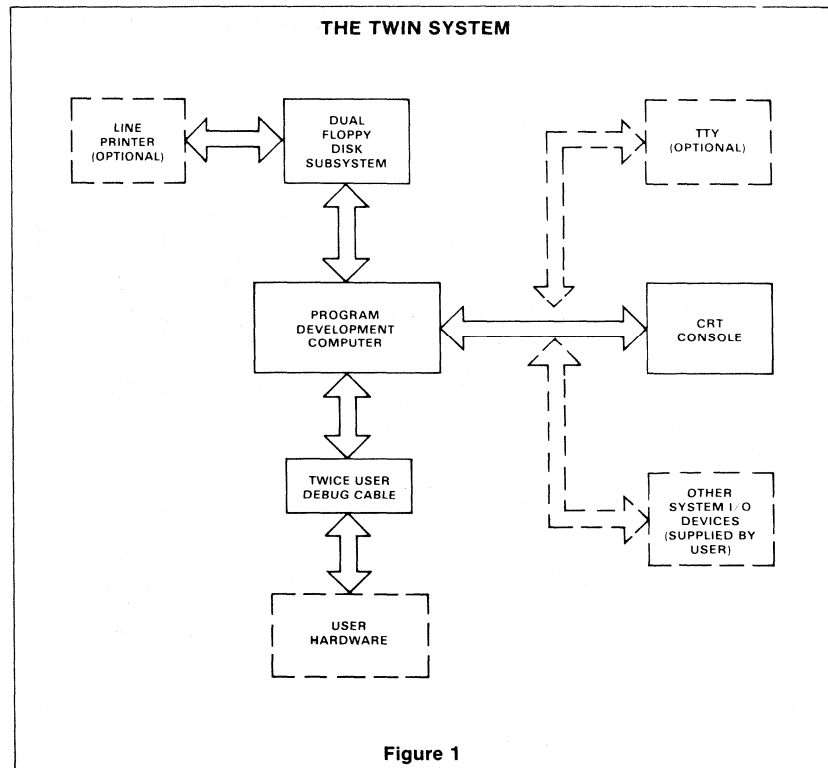 THE TWIN SYSTEM
LINE
PRINTER
(OPTIONAL)
DUAL
FLOPPY
DISK
SUBSYSTEM
TTY
(OPTIONAL)
PROGRAM
DEVELOPMENT
COMPUTER
CRT
CONSOLE
TWICE USER
DEBUG CABLE
OTHER
SYSTEM I/O
DEVICES
(SUPPLIED BY
USER)
USER
HARDWARE
Figure 1